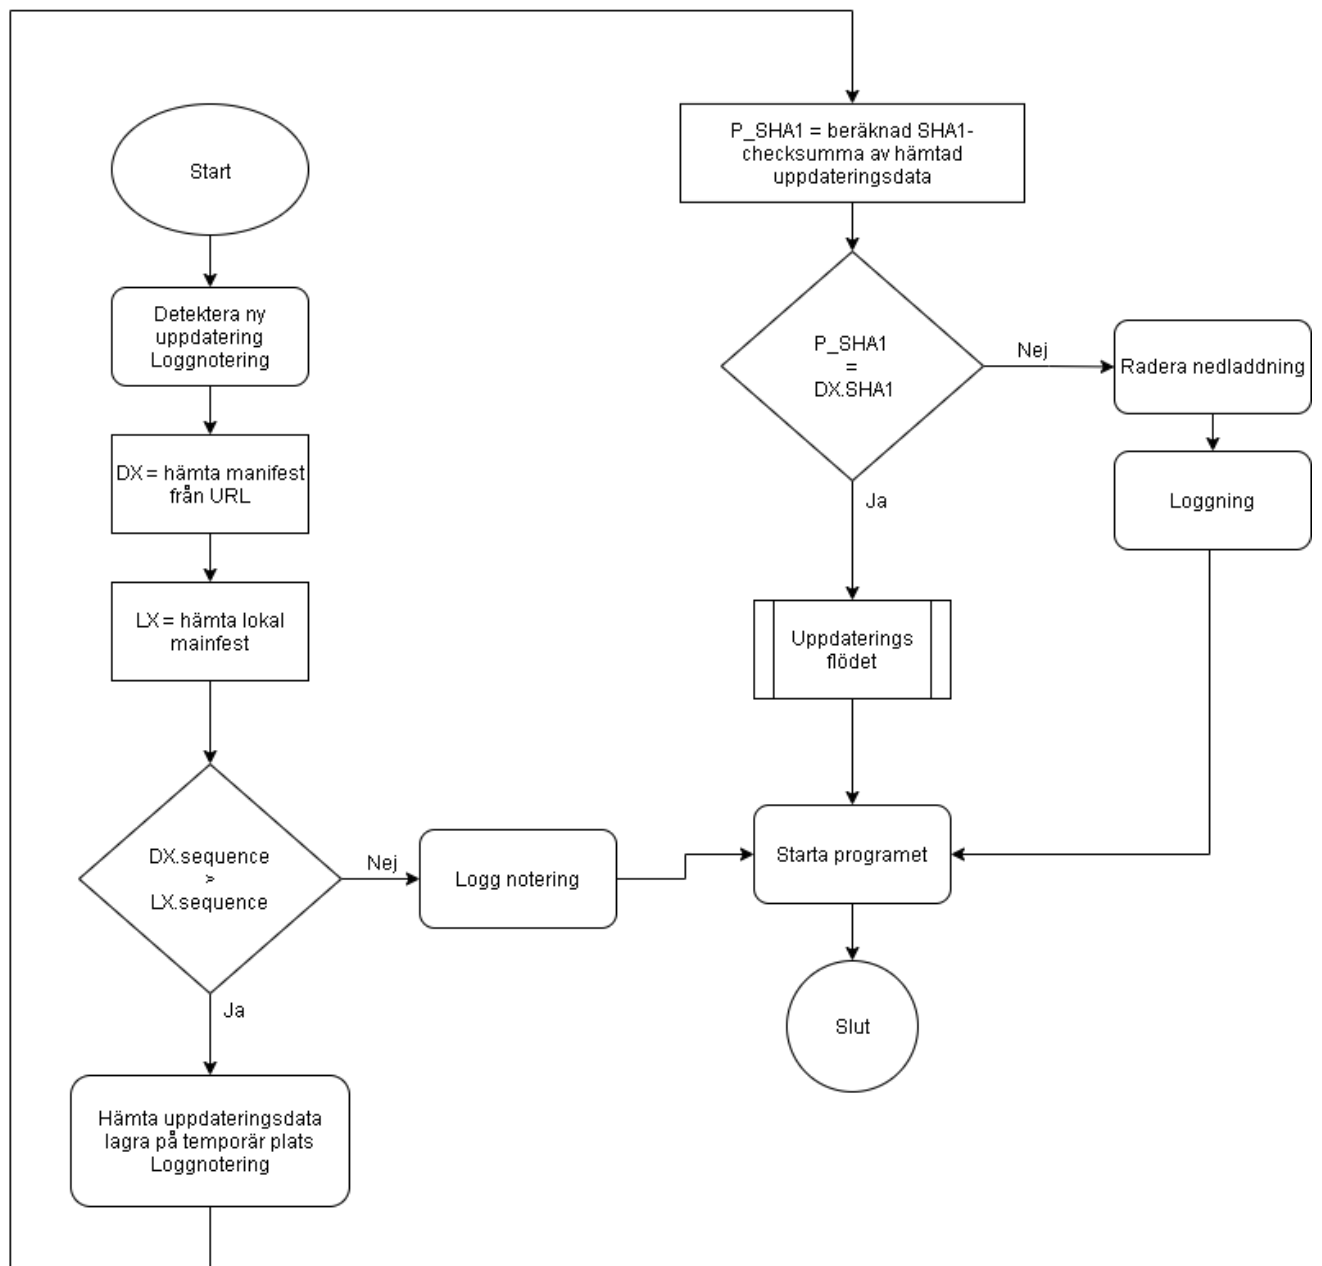 Start
Detektera ny
uppdatering
Loggnotering
DX = hämta manifest
från URL
LX = hämta lokal
mainfest
DX.sequence
>
LX.sequence
Nej
Logg notering
Ja
Hämta uppdateringsdata
lagra på temporär plats
Loggnotering
P_SHA1 = beräknad SHA1-
checksumma av hämtad
uppdateringsdata
P_SHA1
=
DX.SHA1
Nej
Radera nedladdning
Loggning
Ja
Uppdaterings
flödet
Starta programet
Slut